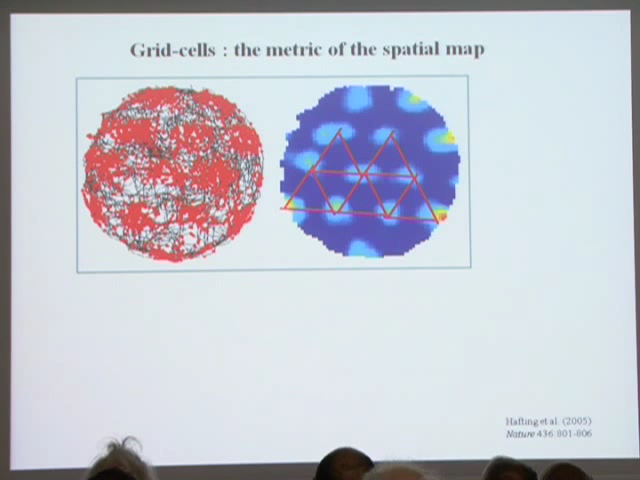 Grid-cells : the metric of the spatial map
Hafting et al. (2005)
Nature 436:801-806